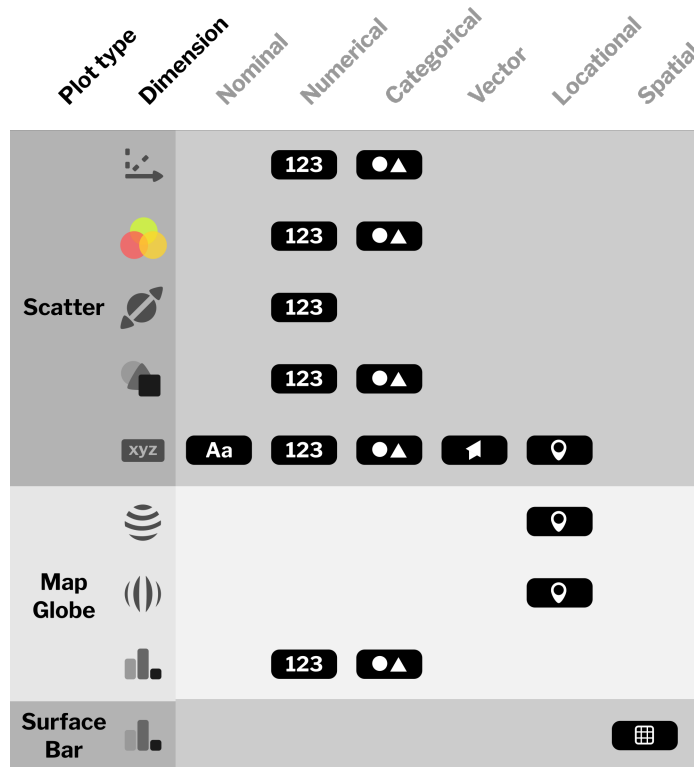 Plot type
Dimension
Nominal
Numerical
Categorical
Vector
Locational
Spatial
123
123
Scatter
123
123
xyz Aa 123
Map
Globe
123
Surface
Bar